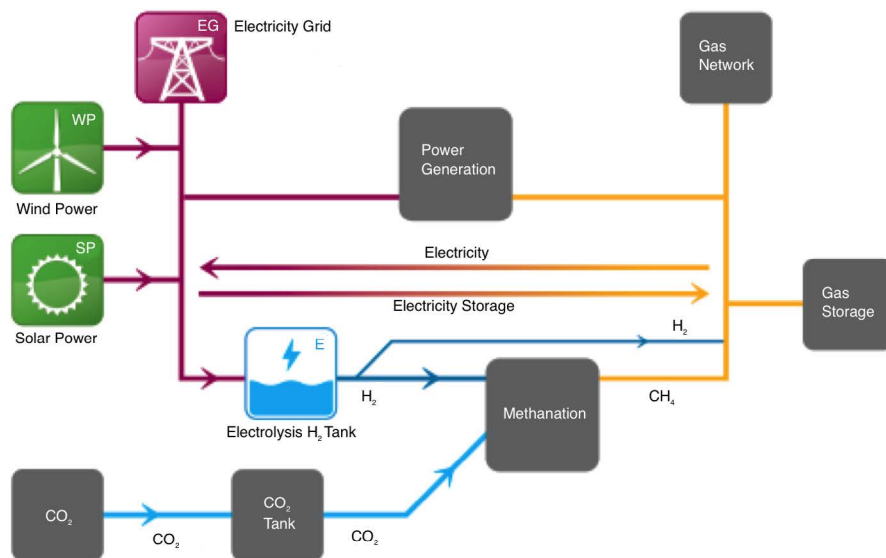 EG
Electricity Grid
Gas
Network
WP
Wind Power
Power
Generation
SP
Solar Power
Electricity
Electricity Storage
Gas
Storage
H₂
E
H₂
Electrolysis H₂ Tank
Methanation
CH₄
CO₂
CO₂
CO₂
Tank
CO₂